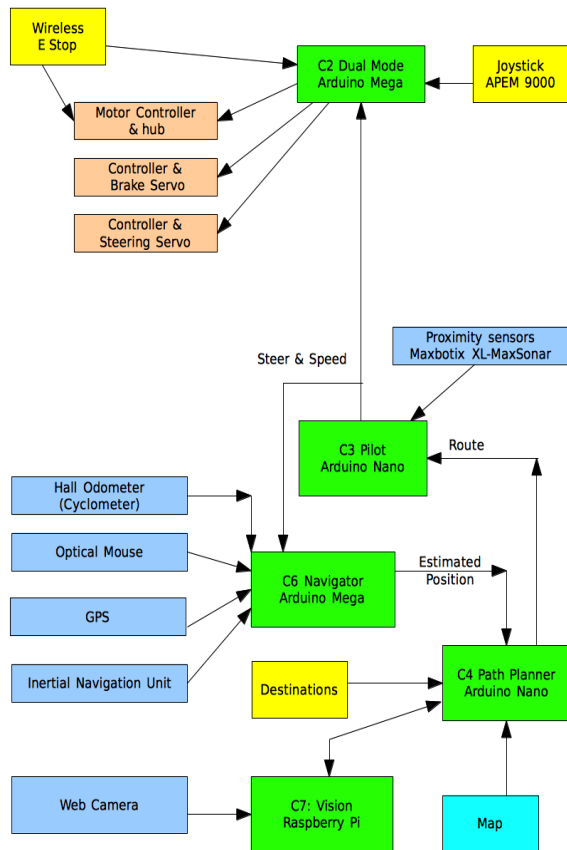 Wireless
E Stop
C2 Dual Mode
Arduino Mega
Joystick
APEM 9000
Motor Controller
& hub
Controller &
Brake Servo
Controller &
Steering Servo
Proximity sensors
Maxbotix XL-MaxSonar
Steer & Speed
C3 Pilot
Arduino Nano
Route
Hall Odometer
(Cyclometer)
Optical Mouse
GPS
Inertial Navigation Unit
C6 Navigator
Arduino Mega
Estimated
Position
Destinations
C4 Path Planner
Arduino Nano
Web Camera
C7: Vision
Raspberry Pi
Map